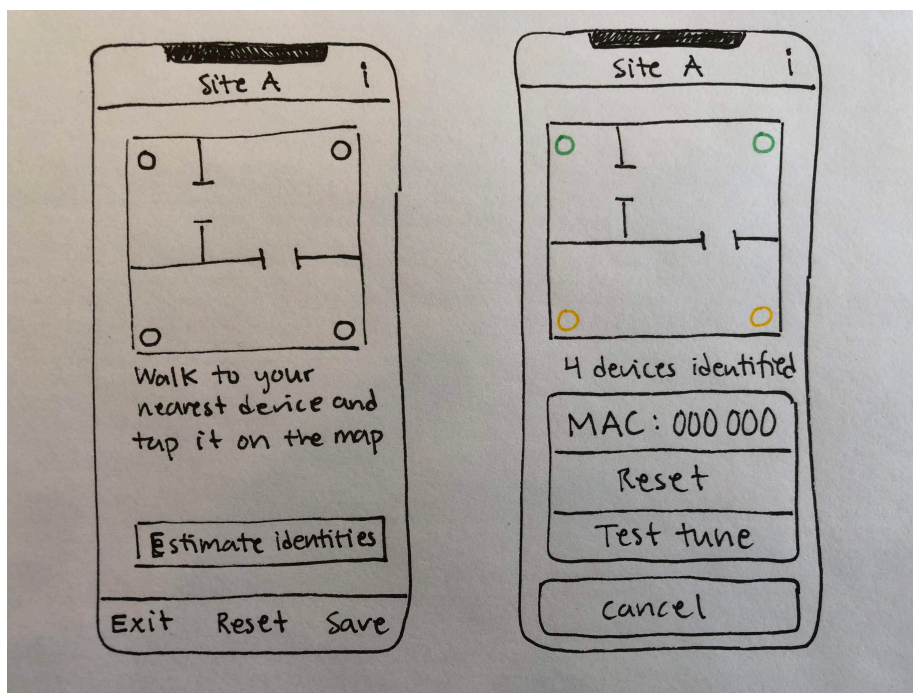 Site A i
Walk to your
nearest device and
tap it on the map
Estimate identities
Exit Reset Save
Site A i
4 devices identified
MAC: 000 000
Reset
Test tune
cancel